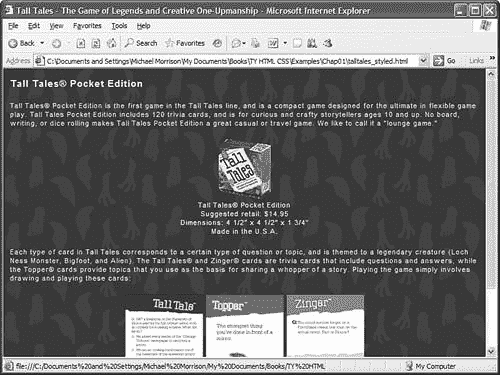 Tall Tales - The Game of Legends and Creative One-Upmanship - Microsoft Internet Explorer
File Edit View Favorites Tools Help
Back Search Favorites
Address C:\Documents and Settings\Michael Morrison\My Documents\Books\TY HTML CSS\Examples\Chap01\talltales_styled.html Go Links
Tall Tales® Pocket Edition
Tall Tales® Pocket Edition is the first game in the Tall Tales line, and is a compact game designed for the ultimate in flexible game
play. Tall Tales Pocket Edition includes 120 trivia cards, and is for curious and crafty storytellers ages 10 and up. No board,
writing, or dice rolling makes Tall Tales Pocket Edition a great casual or travel game. We like to call it a "lounge game."
Tall Tales
Tall Tales Pocket Edition
Suggested retail: $14.95
Dimensions: 4 1/2" x 4 1/2" x 1 3/4"
Made in the U.S.A.
Each type of card in Tall Tales corresponds to a certain type of question or topic, and is themed to a legendary creature (Loch
Ness Monster, Bigfoot, and Alien). The Tall Tales® and Zinger® cards are trivia cards that include questions and answers, while
the Topper® cards provide topics that you use as the basis for sharing a whopper of a story. Playing the game simply involves
drawing and playing these cards:
Tall Tale Topper Zinger
The strangest thing
you've done in front of a
mirror.
file:///C:/Documents%20and%20Settings/Michael%20Morrison/My%20Documents/Books/TY%20HTML My Computer